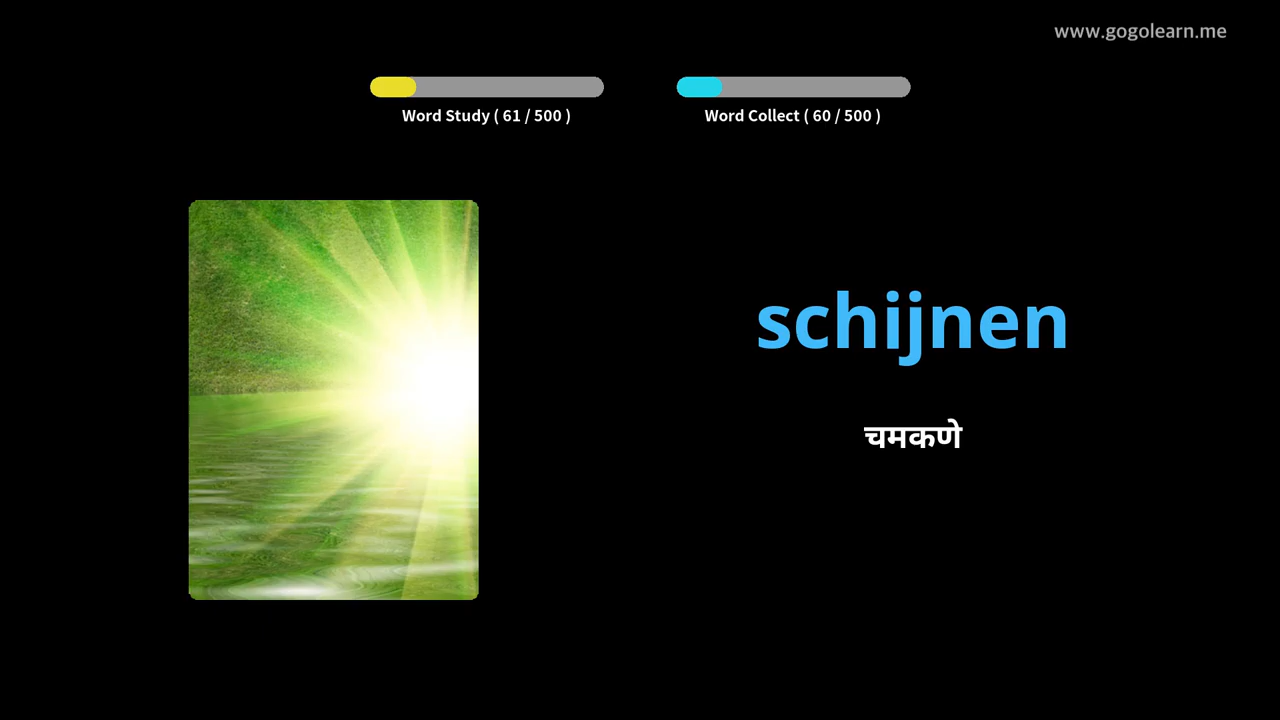 www.gogolearn.me
Word Study ( 61 / 500 )
Word Collect ( 60 / 500 )
schijnen
चमकणे